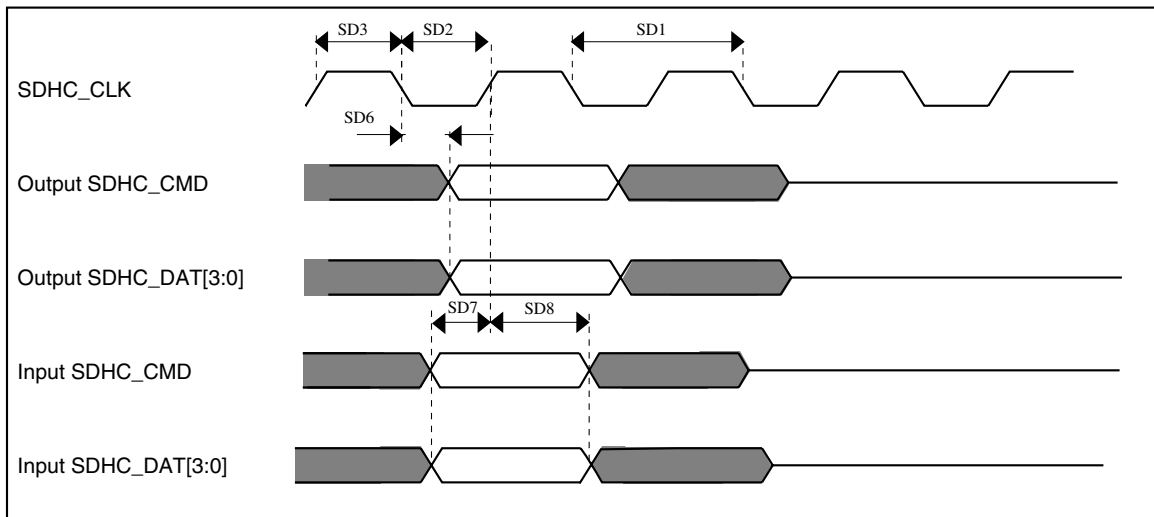 SD3 SD2 SD1
SDHC_CLK
SD6
Output SDHC_CMD
Output SDHC_DAT[3:0]
SD7 SD8
Input SDHC_CMD
Input SDHC_DAT[3:0]